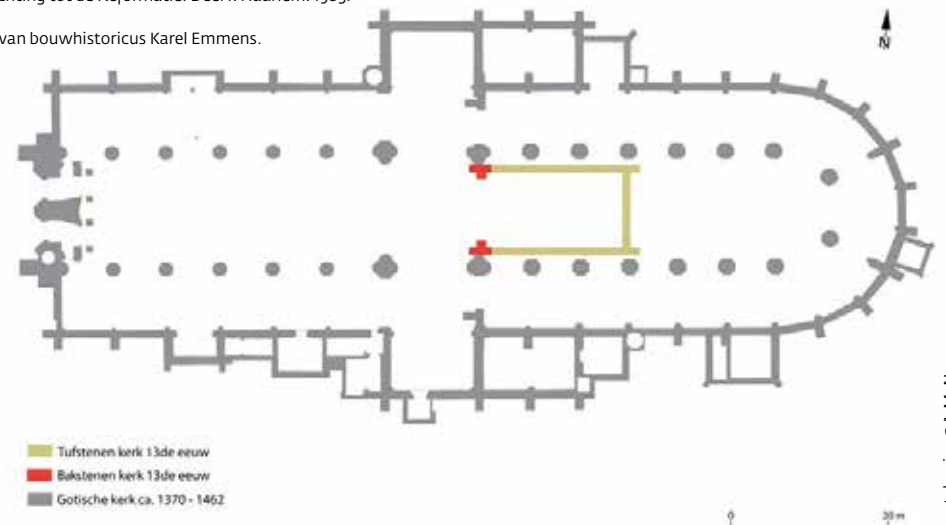 van bouwhistoricus Karel Emmens.
N
Tufstenen kerk 13de eeuw
Bakstenen kerk 13de eeuw
Gotische kerk ca. 1370 - 1462
0 20 m